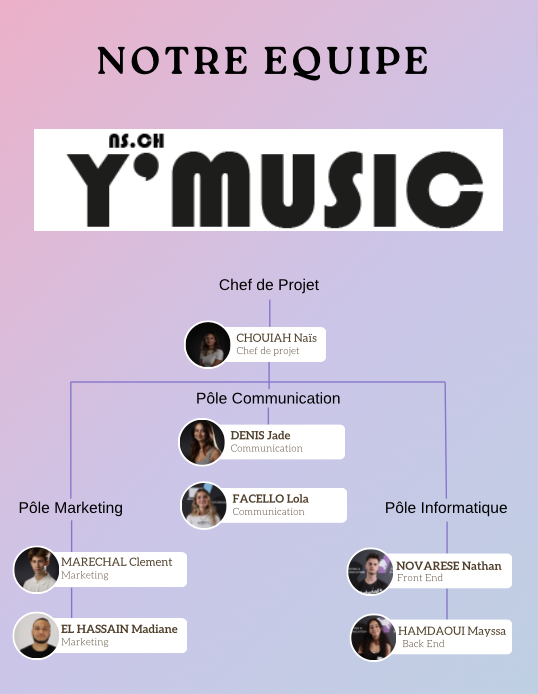 NOTRE EQUIPE
ns.CH
Y'MUSIC
Chef de Projet
CHOUIAH Naïs
Chef de projet
Pôle Communication
DENIS Jade
Communication
FACELLO Lola
Communication
Pôle Marketing
MARECHAL Clement
Marketing
EL HASSAIN Madiane
Marketing
Pôle Informatique
NOVARESE Nathan
Front End
HAMDAOUI Mayssa
Back End